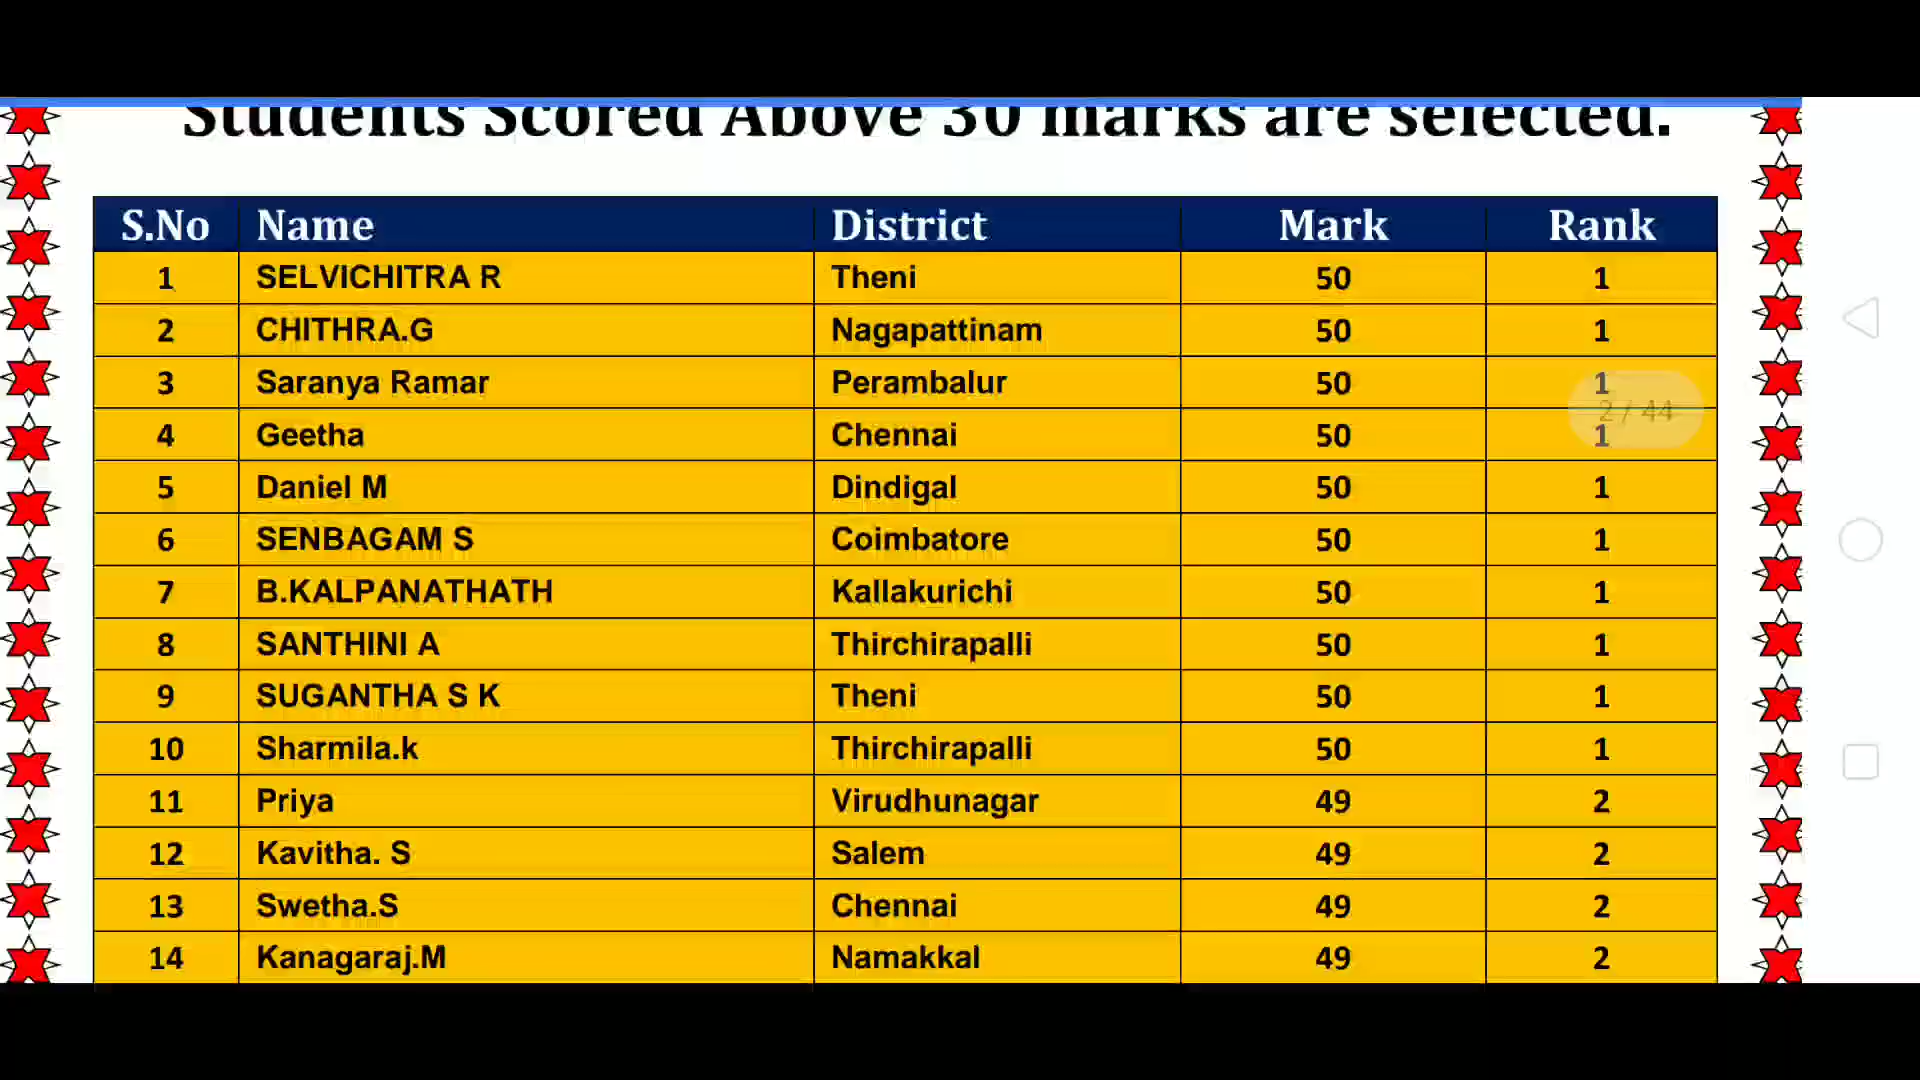 Students Scored Above 30 marks are selected.
S.No Name District Mark Rank
1 SELVICHITRA R Theni 50 1
2 CHITHRA.G Nagapattinam 50 1
3 Saranya Ramar Perambalur 50 1
2 / 44
4 Geetha Chennai 50 1
5 Daniel M Dindigal 50 1
6 SENBAGAM S Coimbatore 50 1
7 B.KALPANATHATH Kallakurichi 50 1
8 SANTHINI A Thirchirapalli 50 1
9 SUGANTHA S K Theni 50 1
10 Sharmila.k Thirchirapalli 50 1
11 Priya Virudhunagar 49 2
12 Kavitha. S Salem 49 2
13 Swetha.S Chennai 49 2
14 Kanagaraj.M Namakkal 49 2